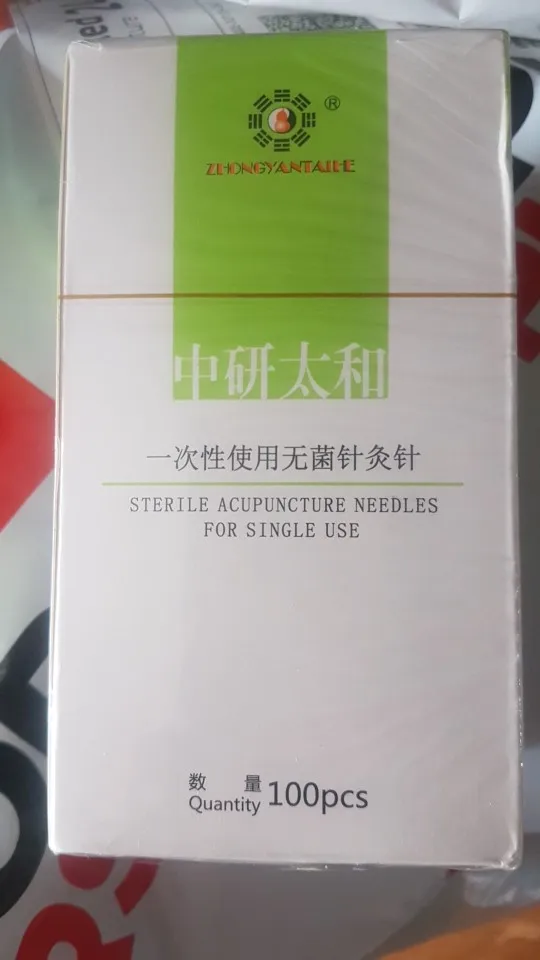 ®
ZHONGYANTAIHE
中研太和
一次性使用无菌针灸针
STERILE ACUPUNCTURE NEEDLES
FOR SINGLE USE
数 量
Quantity 100pcs